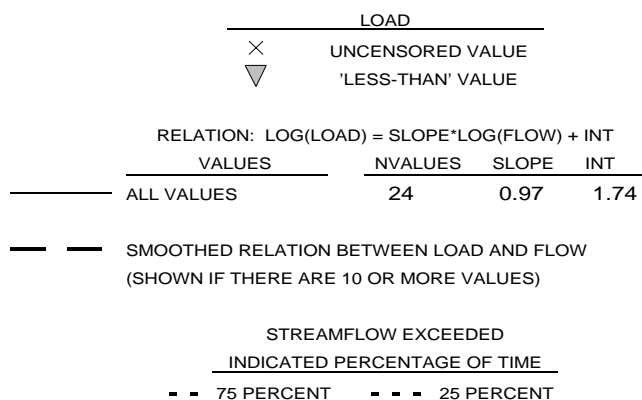 LOAD
UNCENSORED VALUE
'LESS-THAN' VALUE
RELATION: LOG(LOAD) = SLOPE*LOG(FLOW) + INT
VALUES NVALUES SLOPE INT
ALL VALUES 24 0.97 1.74
SMOOTHED RELATION BETWEEN LOAD AND FLOW
(SHOWN IF THERE ARE 10 OR MORE VALUES)
STREAMFLOW EXCEEDED
INDICATED PERCENTAGE OF TIME
75 PERCENT 25 PERCENT